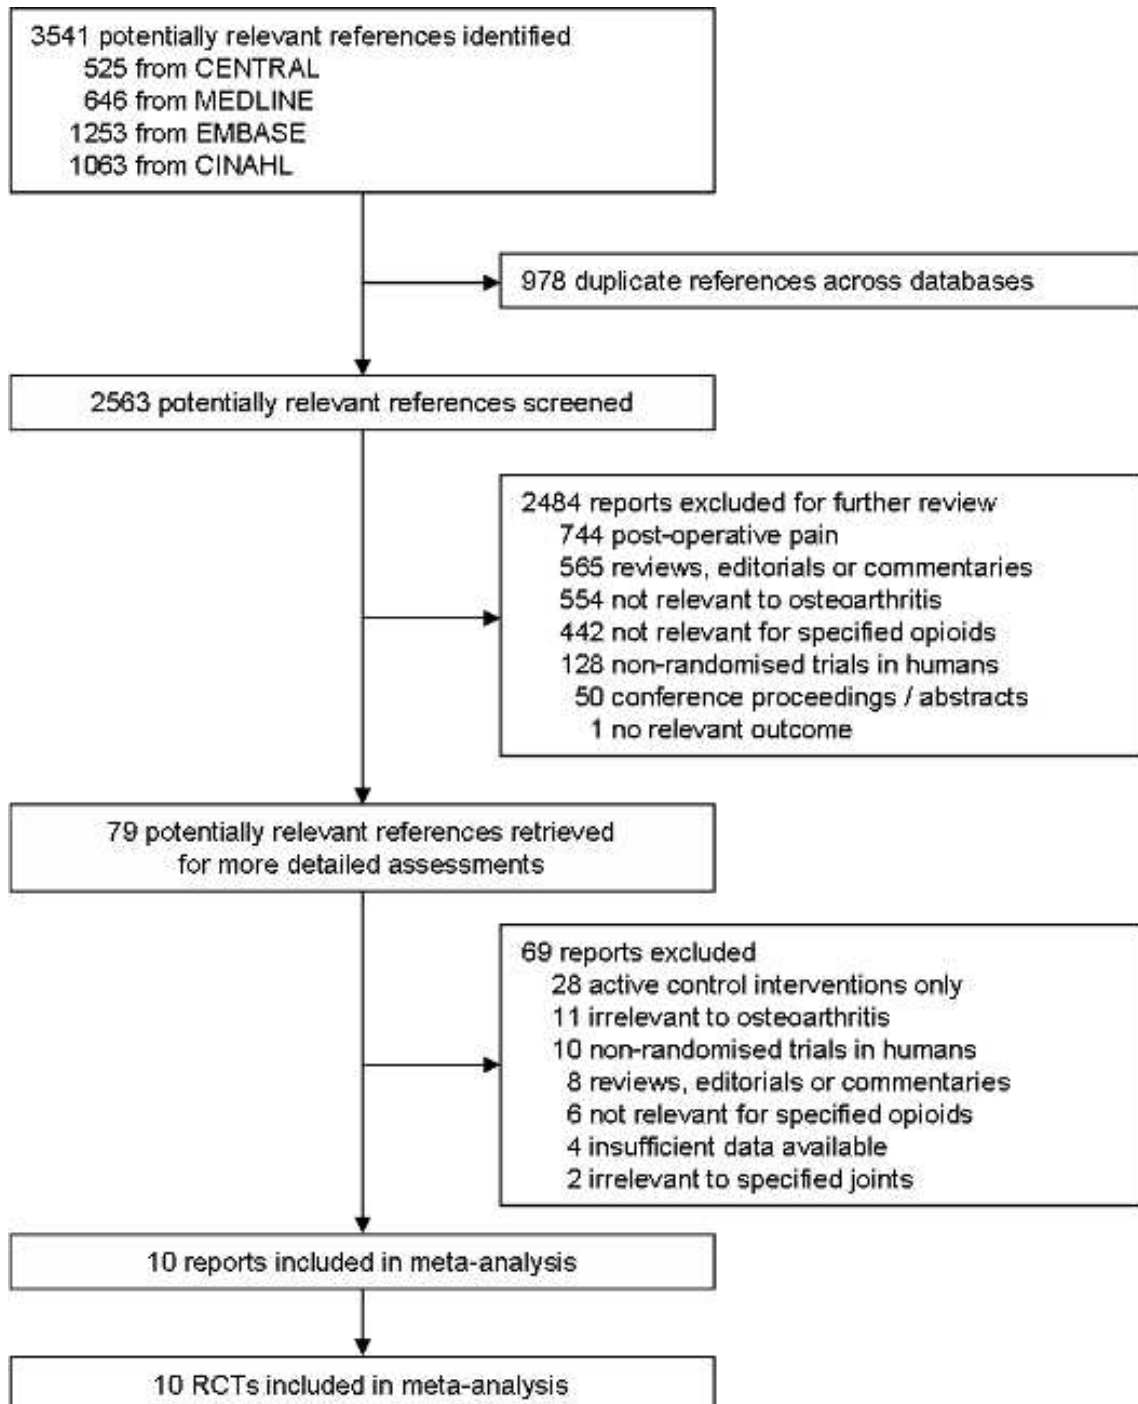 3541 potentially relevant references identified
525 from CENTRAL
646 from MEDLINE
1253 from EMBASE
1063 from CINAHL
978 duplicate references across databases
2563 potentially relevant references screened
2484 reports excluded for further review
744 post-operative pain
565 reviews, editorials or commentaries
554 not relevant to osteoarthritis
442 not relevant for specified opioids
128 non-randomised trials in humans
50 conference proceedings / abstracts
1 no relevant outcome
79 potentially relevant references retrieved
for more detailed assessments
69 reports excluded
28 active control interventions only
11 irrelevant to osteoarthritis
10 non-randomised trials in humans
8 reviews, editorials or commentaries
6 not relevant for specified opioids
4 insufficient data available
2 irrelevant to specified joints
10 reports included in meta-analysis
10 RCTs included in meta-analysis